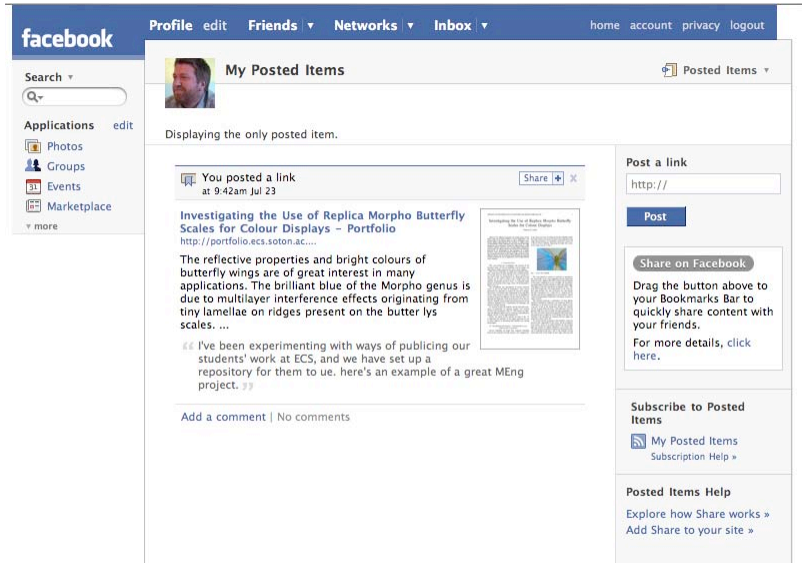 facebook
Profile edit Friends Networks Inbox
home account privacy logout
Search
Applications edit
Photos
Groups
31 Events
Marketplace
more
My Posted Items
Posted Items
Displaying the only posted item.
You posted a link
at 9:42am Jul 23
Share +
Investigating the Use of Replica Morpho Butterfly
Scales for Colour Displays – Portfolio
http://portfolio.ecs.soton.ac....
The reflective properties and bright colours of
butterfly wings are of great interest in many
applications. The brilliant blue of the Morpho genus is
due to multilayer interference effects originating from
tiny lamellae on ridges present on the butter lys
scales. ...
“ I've been experimenting with ways of publicing our
students' work at ECS, and we have set up a
repository for them to ue. here's an example of a great MEng
project. ”
Add a comment | No comments
Post a link
http://
Post
Share on Facebook
Drag the button above to
your Bookmarks Bar to
quickly share content with
your friends.
For more details, click
here.
Subscribe to Posted
Items
My Posted Items
Subscription Help »
Posted Items Help
Explore how Share works »
Add Share to your site »